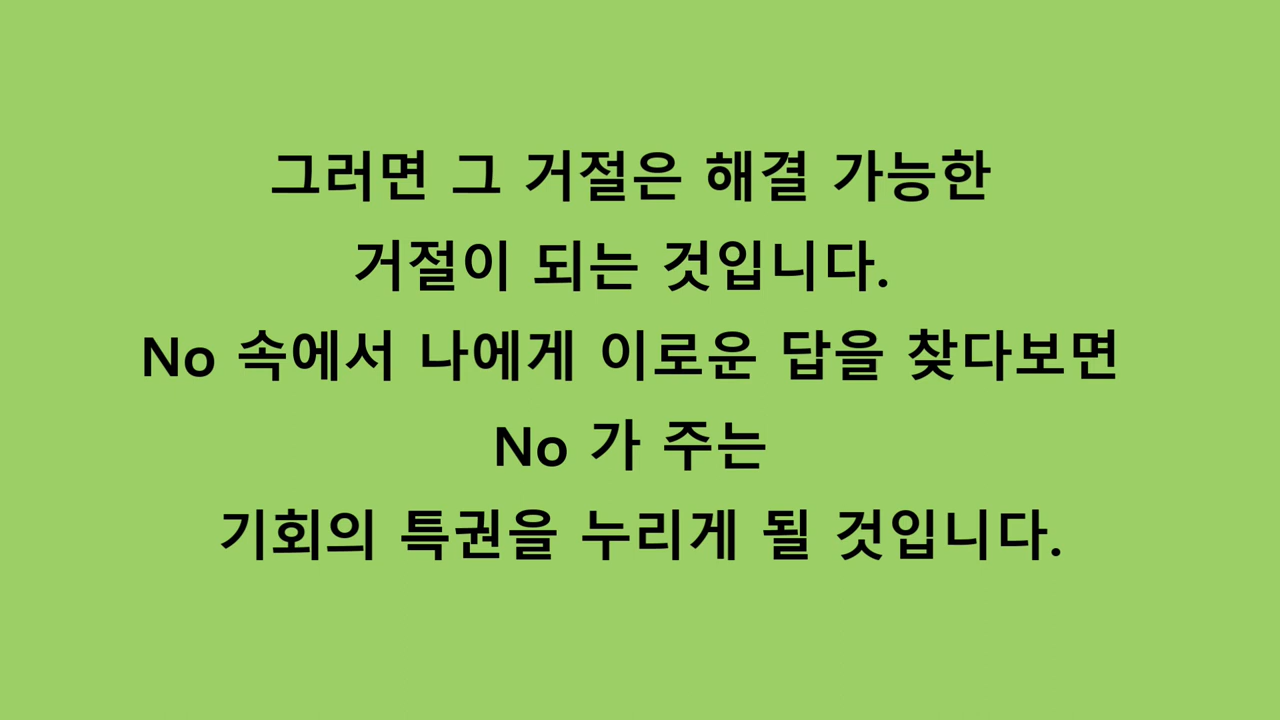 그러면 그 거절은 해결 가능한
거절이 되는 것입니다.
No 속에서 나에게 이로운 답을 찾다보면
No 가 주는
기회의 특권을 누리게 될 것입니다.